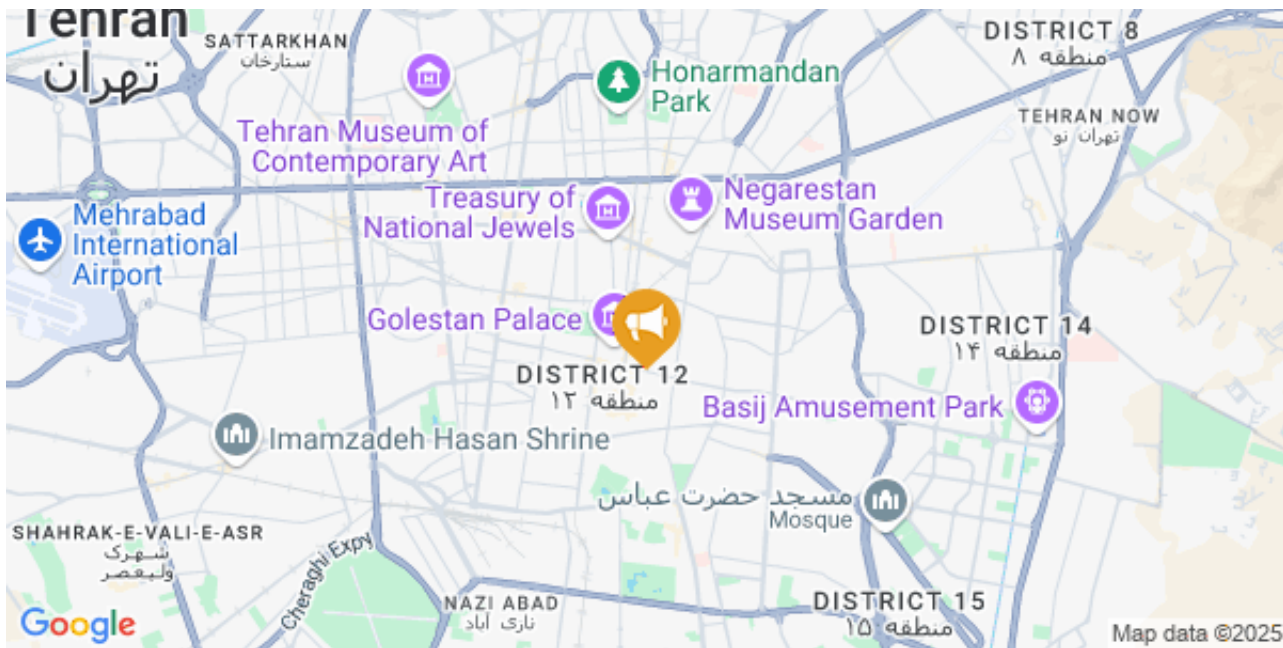 Tehran
تهران
SATTARKHAN
ستارخان
DISTRICT 8
منطقه ۸
Honarmandan
Park
TEHRAN NOW
تهران نو
Tehran Museum of
Contemporary Art
Treasury of
National Jewels
Negarestan
Museum Garden
Mehrabad
International
Airport
Golestan Palace
DISTRICT 14
منطقه ۱۴
DISTRICT 12
منطقه ۱۲
Basij Amusement Park
Imamzadeh Hasan Shrine
مسجد حضرت عباس
Mosque
SHAHRAK-E-VALI-E-ASR
شهرک
ولیعصر
Cheraghi Expy
NAZI ABAD
نازی آباد
DISTRICT 15
منطقه ۱۵
Google
Map data ©2025